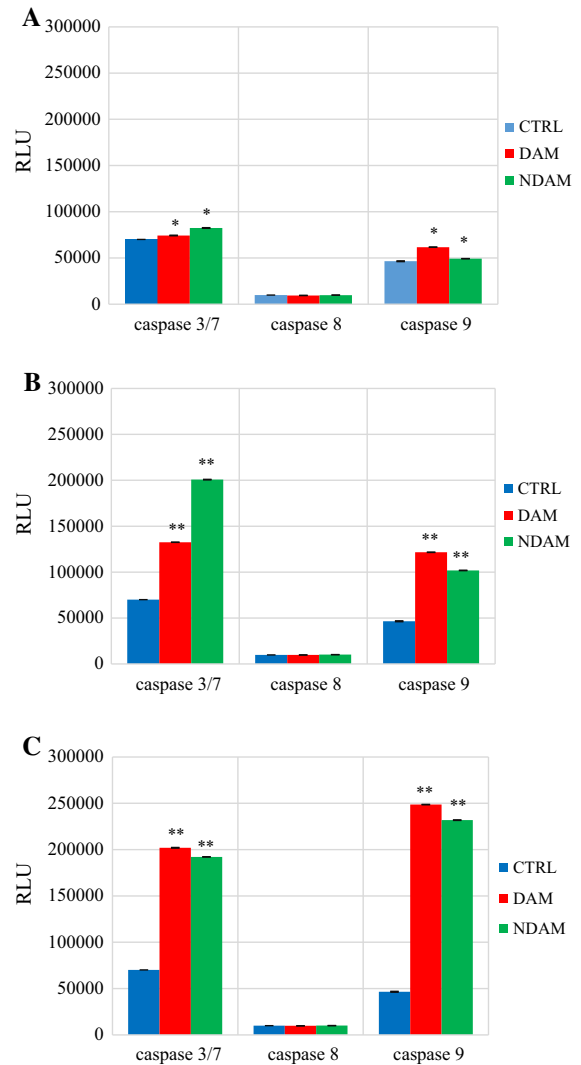 A
300000
250000
200000
150000
100000
50000
0
RLU
* * * *
caspase 3/7 caspase 8 caspase 9
CTRL
DAM
NDAM
B
300000
250000
200000
150000
100000
50000
0
RLU
** ** ** **
caspase 3/7 caspase 8 caspase 9
CTRL
DAM
NDAM
C
300000
250000
200000
150000
100000
50000
0
RLU
** ** ** **
caspase 3/7 caspase 8 caspase 9
CTRL
DAM
NDAM